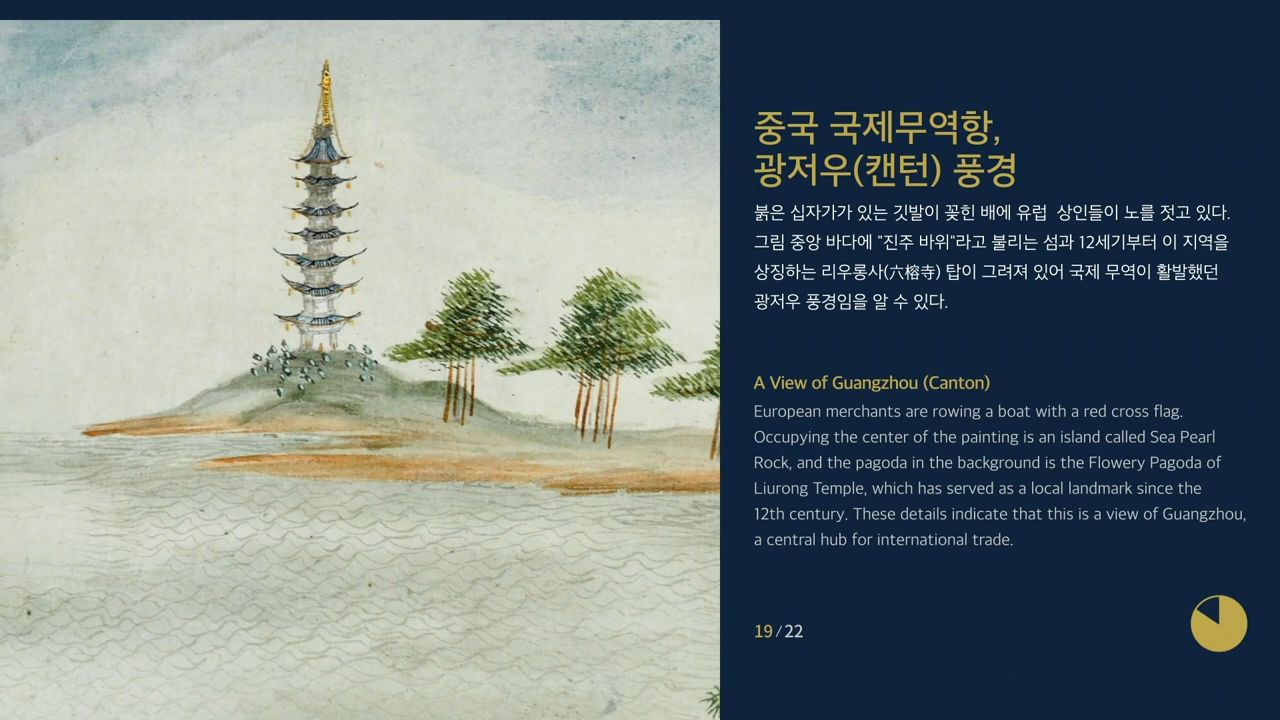 중국 국제무역항,
광저우(캔턴) 풍경
붉은 십자가가 있는 깃발이 꽂힌 배에 유럽 상인들이 노를 젓고 있다.
그림 중앙 바다에 "진주 바위"라고 불리는 섬과 12세기부터 이 지역을
상징하는 리우롱사(六榕寺) 탑이 그려져 있어 국제 무역이 활발했던
광저우 풍경임을 알 수 있다.
A View of Guangzhou (Canton)
European merchants are rowing a boat with a red cross flag.
Occupying the center of the painting is an island called Sea Pearl
Rock, and the pagoda in the background is the Flowery Pagoda of
Liurong Temple, which has served as a local landmark since the
12th century. These details indicate that this is a view of Guangzhou,
a central hub for international trade.
19/22